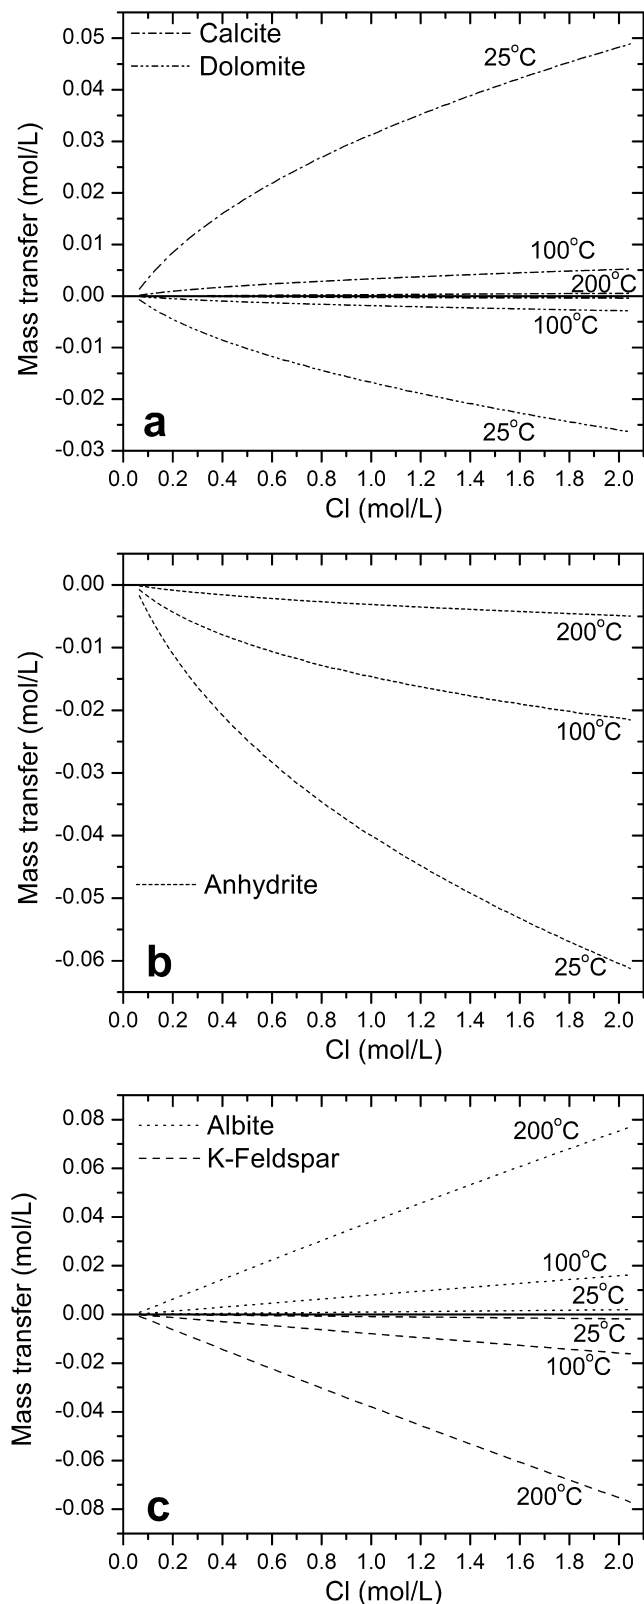 Calcite
Dolomite
25°C
100°C
200°C
100°C
25°C
a
0.05
0.04
0.03
0.02
0.01
0.00
-0.01
-0.02
-0.03
Mass transfer (mol/L)
0.0 0.2 0.4 0.6 0.8 1.0 1.2 1.4 1.6 1.8 2.0
Cl (mol/L)
0.00
-0.01
-0.02
-0.03
-0.04
-0.05
-0.06
Mass transfer (mol/L)
200°C
100°C
Anhydrite
25°C
b
0.0 0.2 0.4 0.6 0.8 1.0 1.2 1.4 1.6 1.8 2.0
Cl (mol/L)
Albite
K-Feldspar
200°C
100°C
25°C
25°C
100°C
200°C
c
0.08
0.06
0.04
0.02
0.00
-0.02
-0.04
-0.06
-0.08
Mass transfer (mol/L)
0.0 0.2 0.4 0.6 0.8 1.0 1.2 1.4 1.6 1.8 2.0
Cl (mol/L)